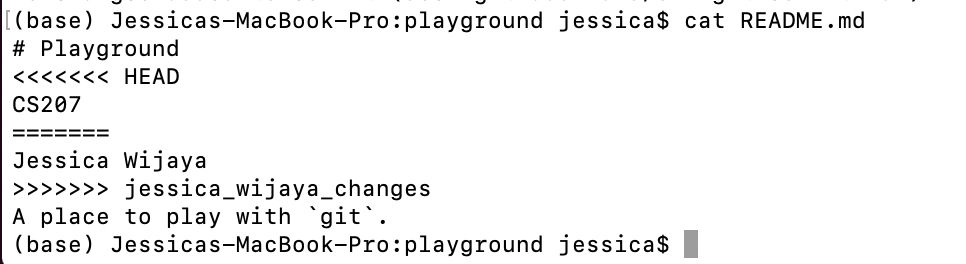 (base) Jessicas-MacBook-Pro:playground jessica$ cat README.md
# Playground
<<<<<<< HEAD
CS207
=======
Jessica Wijaya
>>>>>>> jessica_wijaya_changes
A place to play with `git`.
(base) Jessicas-MacBook-Pro:playground jessica$